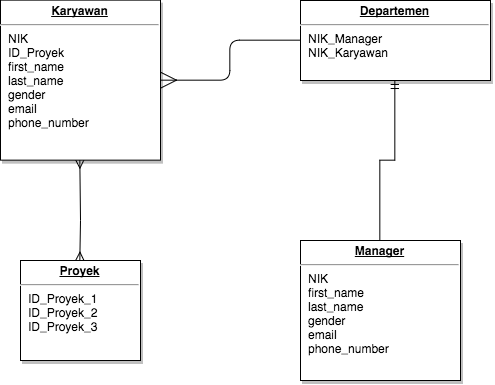 Karyawan
NIK
ID_Proyek
first_name
last_name
gender
email
phone_number
Departemen
NIK_Manager
NIK_Karyawan
Proyek
ID_Proyek_1
ID_Proyek_2
ID_Proyek_3
Manager
NIK
first_name
last_name
gender
email
phone_number